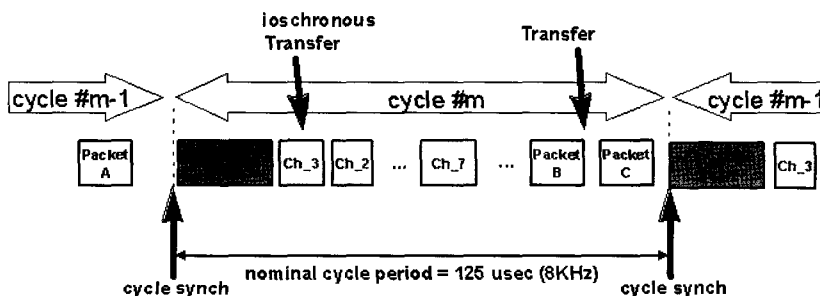 ioschronous
Transfer
Transfer
cycle #m-1
cycle #m
cycle #m-1
Packet
A
Ch_3
Ch_2
...
Ch_7
...
Packet
B
Packet
C
Ch_3
nominal cycle period = 125 usec (8KHz)
cycle synch
cycle synch